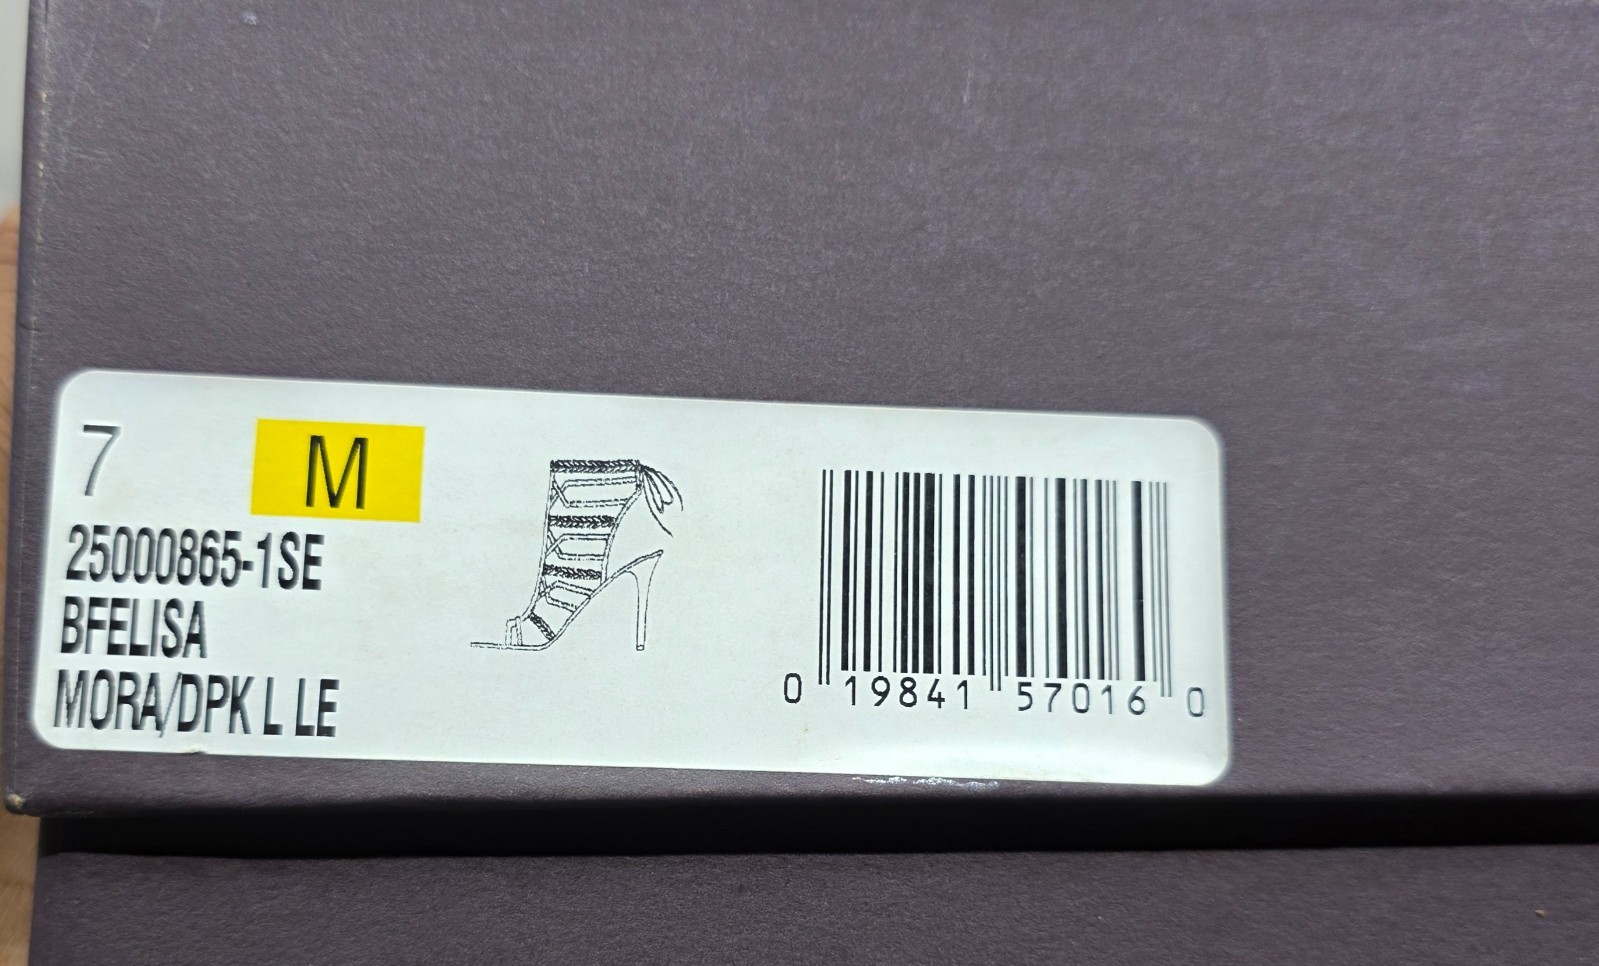 7 M
25000865-1SE
BFELISA
MORA/DPK L LE
0 19841 57016 0